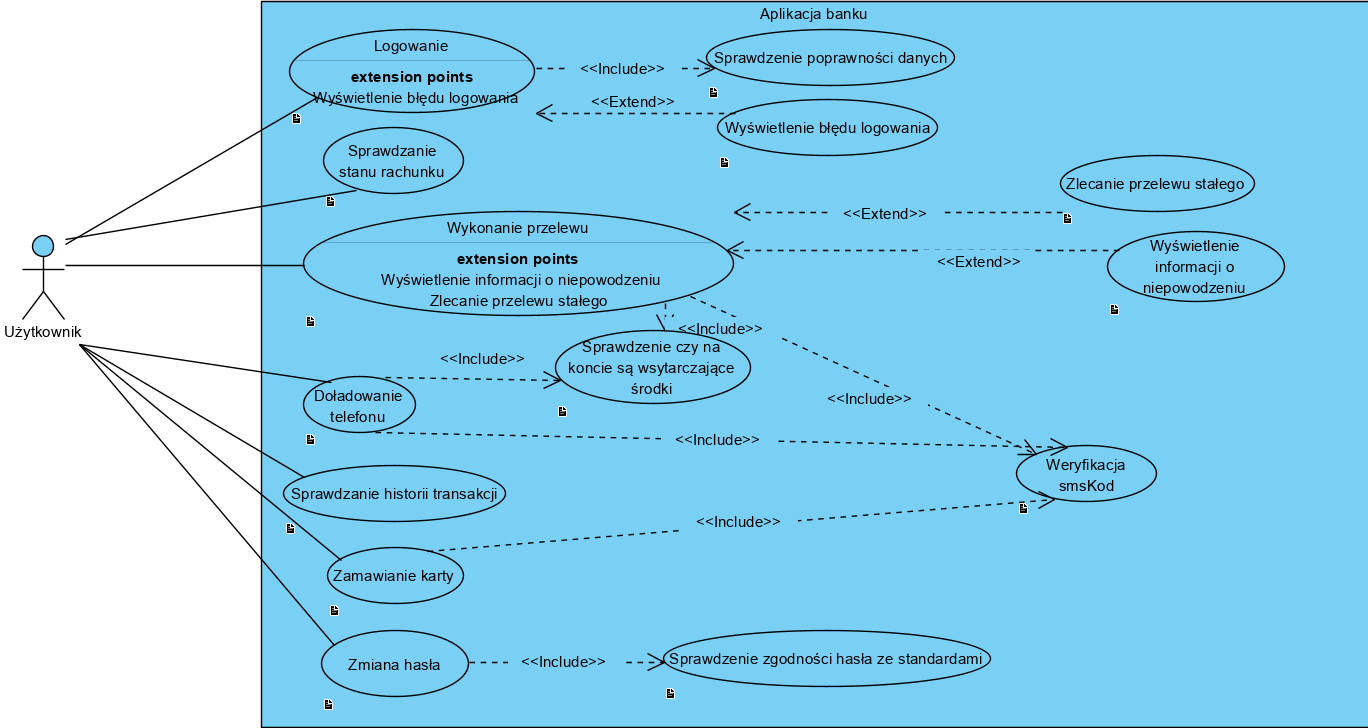 Aplikacja banku
Logowanie
extension points
Wyświetlenie błędu logowania
<<Include>>
Sprawdzenie poprawności danych
<<Extend>>
Wyświetlenie błędu logowania
Sprawdzanie
stanu rachunku
Zlecanie przelewu stałego
<<Extend>>
Wykonanie przelewu
extension points
Wyświetlenie informacji o niepowodzeniu
Zlecanie przelewu stałego
<<Extend>>
Wyświetlenie
informacji o
niepowodzeniu
Użytkownik
<<Include>>
Sprawdzenie czy na
koncie są wsytarczające
środki
<<Include>>
Doładowanie
telefonu
<<Include>>
<<Include>>
Weryfikacja
smsKod
Sprawdzanie historii transakcji
<<Include>>
Zamawianie karty
Zmiana hasła
<<Include>>
Sprawdzenie zgodności hasła ze standardami